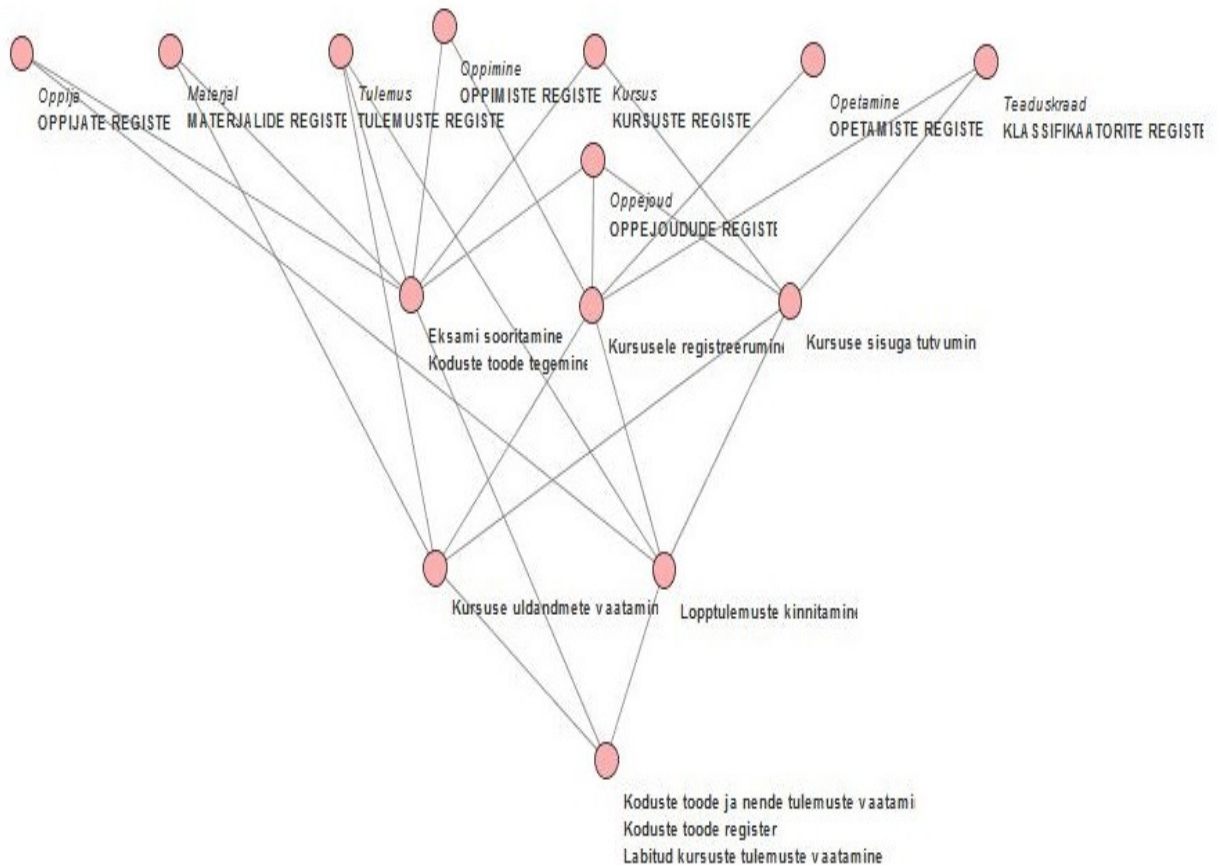 Oppija
OPPIJATE REGISTE
Materjal
MATERJALIDE REGISTE
Tulemus
TULEMUSTE REGISTE
Oppimine
OPPIMISTE REGISTE
Kursus
KURSUSTE REGISTE
Opetamine
OPETAMISTE REGISTE
Teaduskraad
KLASSIFIKAATORITE REGISTE
Oppejoud
OPPEJOUDUDE REGISTE
Eksami sooritamine
Koduste toode tegemine
Kursusele registreerumine
Kursuse sisuga tutvumin
Kursuse uldandmete vaatamin
Lopptulemuste kinnitamine
Koduste toode ja nende tulemuste vaatami
Koduste toode register
Labitud kursuste tulemuste vaatamine